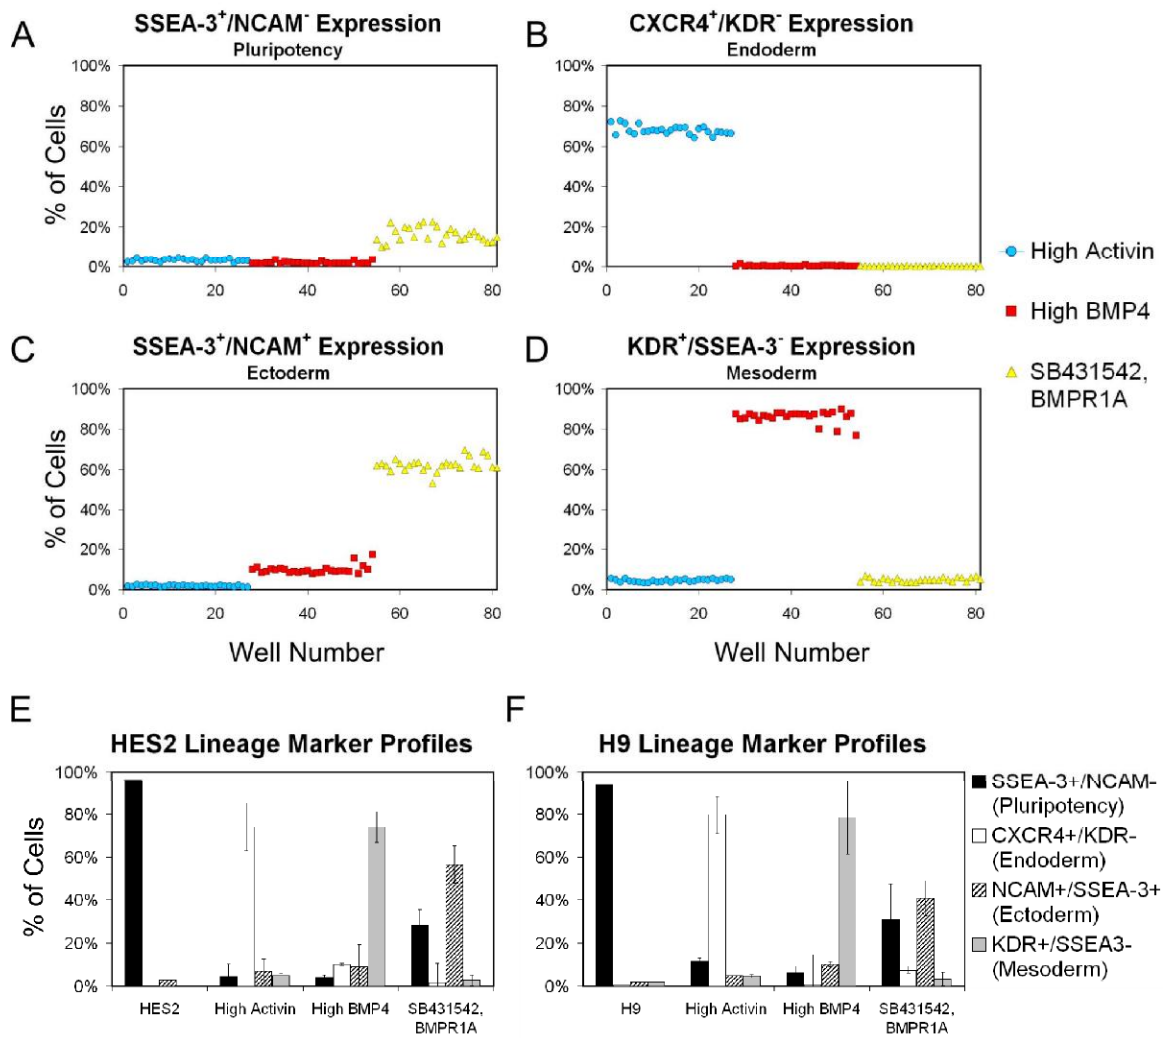 A
SSEA-3+/NCAM- Expression
Pluripotency
100%
80%
60%
40%
20%
0%
0 20 40 60 80
% of Cells
B
CXCR4+/KDR- Expression
Endoderm
100%
80%
60%
40%
20%
0%
0 20 40 60 80
High Activin
High BMP4
SB431542,
BMPR1A
C
SSEA-3+/NCAM+ Expression
Ectoderm
100%
80%
60%
40%
20%
0%
0 20 40 60 80
% of Cells
Well Number
D
KDR+/SSEA-3- Expression
Mesoderm
100%
80%
60%
40%
20%
0%
0 20 40 60 80
Well Number
E
HES2 Lineage Marker Profiles
100%
80%
60%
40%
20%
0%
% of Cells
HES2 High Activin High BMP4 SB431542,
BMPR1A
F
H9 Lineage Marker Profiles
100%
80%
60%
40%
20%
0%
H9 High Activin High BMP4 SB431542,
BMPR1A
SSEA-3+/NCAM-
(Pluripotency)
CXCR4+/KDR-
(Endoderm)
NCAM+/SSEA-3+
(Ectoderm)
KDR+/SSEA3-
(Mesoderm)